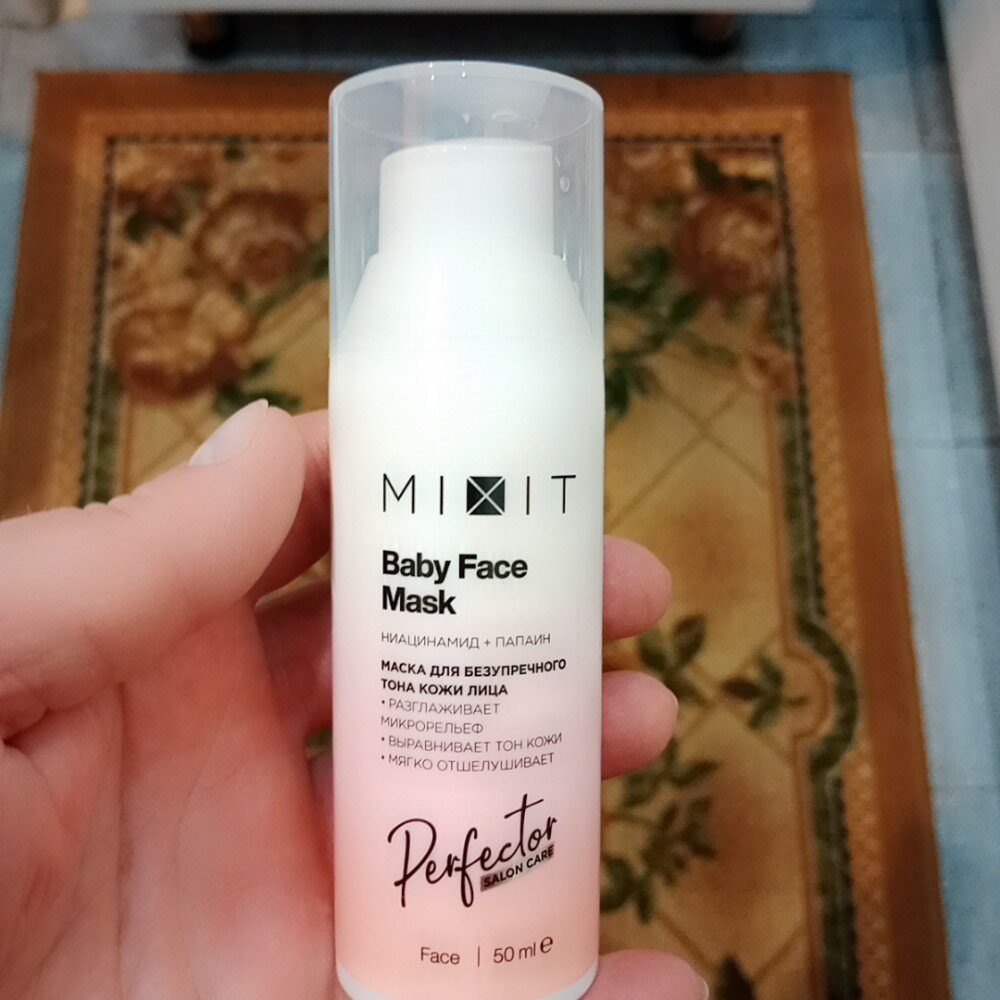 MIXIT
Baby Face
Mask
НИАЦИНАМИД + ПАПАИН
МАСКА ДЛЯ БЕЗУПРЕЧНОГО
ТОНА КОЖИ ЛИЦА
• РАЗГЛАЖИВАЕТ
МИКРОРЕЛЬЕФ
• ВЫРАВНИВАЕТ ТОН КОЖИ
• МЯГКО ОТШЕЛУШИВАЕТ
Perfector
SALON CARE
Face | 50 ml e